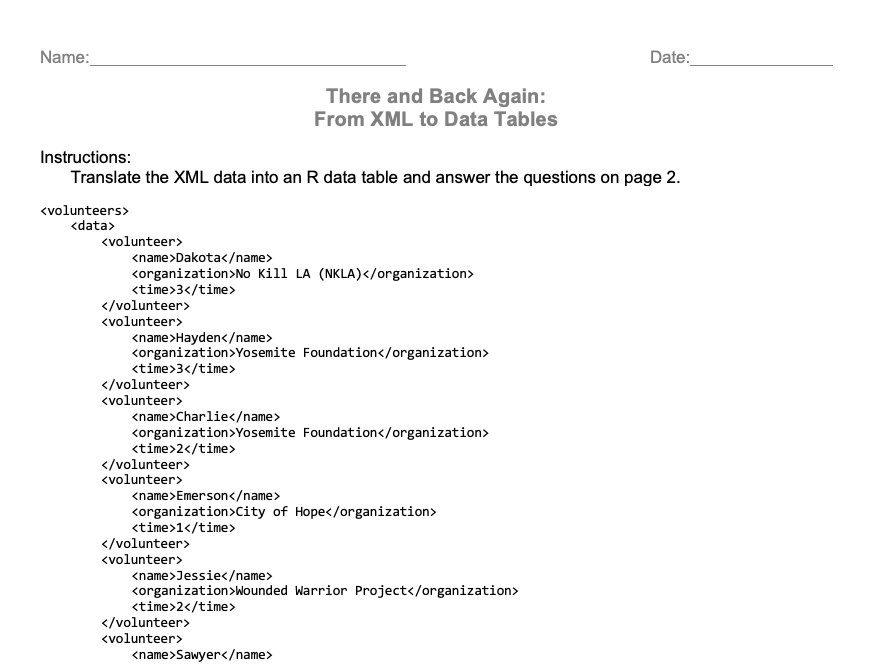 Name:__________________________________ Date:_______________
There and Back Again:
From XML to Data Tables
Instructions:
Translate the XML data into an R data table and answer the questions on page 2.
<volunteers>
<data>
<volunteer>
<name>Dakota</name>
<organization>No Kill LA (NKLA)</organization>
<time>3</time>
</volunteer>
<volunteer>
<name>Hayden</name>
<organization>Yosemite Foundation</organization>
<time>3</time>
</volunteer>
<volunteer>
<name>Charlie</name>
<organization>Yosemite Foundation</organization>
<time>2</time>
</volunteer>
<volunteer>
<name>Emerson</name>
<organization>City of Hope</organization>
<time>1</time>
</volunteer>
<volunteer>
<name>Jessie</name>
<organization>Wounded Warrior Project</organization>
<time>2</time>
</volunteer>
<volunteer>
<name>Sawyer</name>